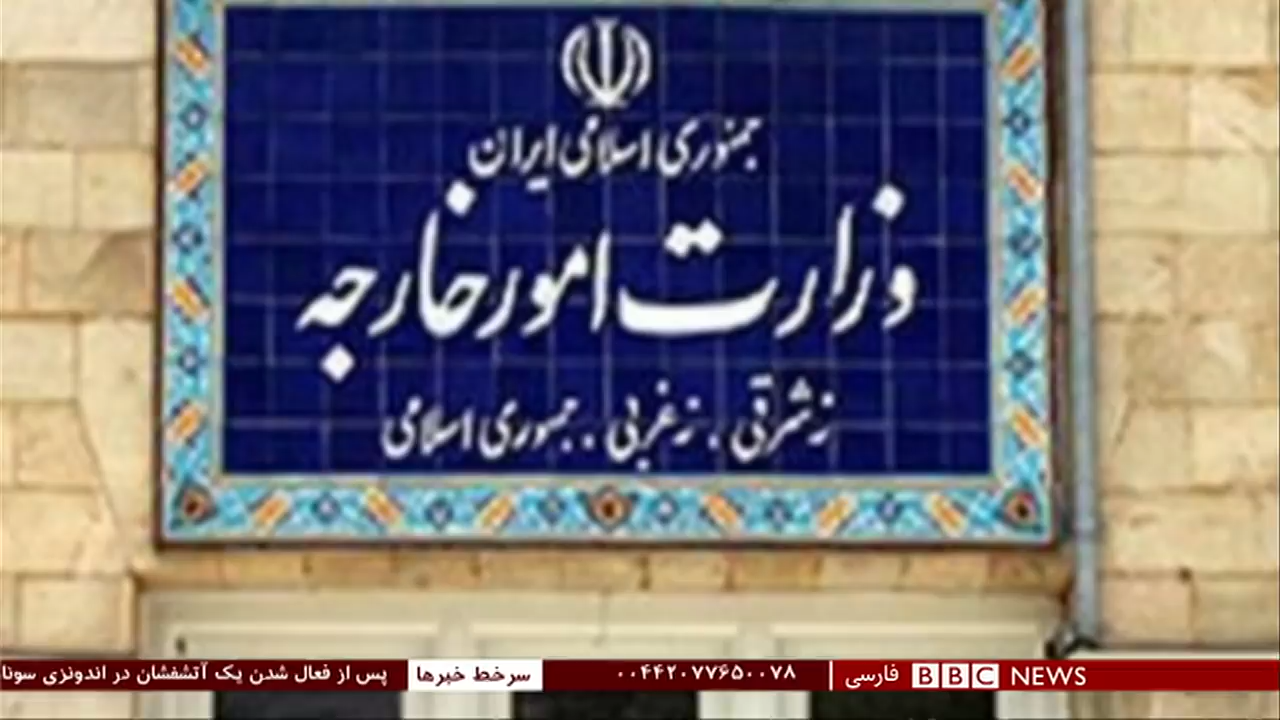 جمهوری اسلامی ایران
وزارت امور خارجه
نه شرقی . نه غربی . جمهوری اسلامی
BBC NEWS فارسی
۰۰۴۴۲۰۷۷۶۵۰۰۷۸
سرخط خبرها
پس از فعال شدن یک آتشفشان در اندونزی سونا